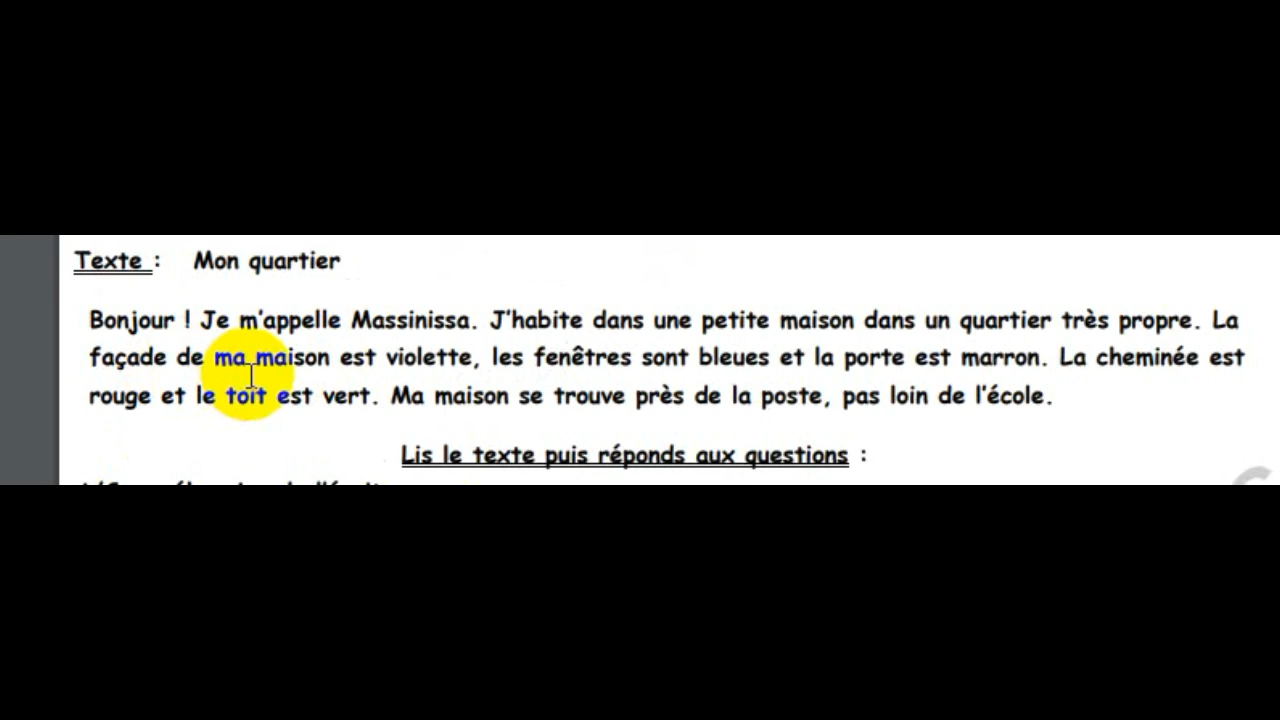 Texte : Mon quartier
Bonjour ! Je m'appelle Massinissa. J'habite dans une petite maison dans un quartier très propre. La
façade de ma maison est violette, les fenêtres sont bleues et la porte est marron. La cheminée est
rouge et le toit est vert. Ma maison se trouve près de la poste, pas loin de l'école.
Lis le texte puis réponds aux questions :